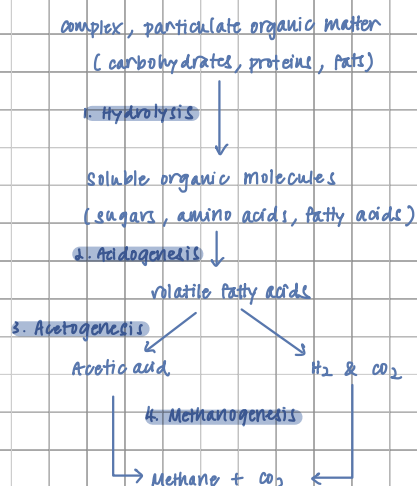 complex, particulate organic matter
(carbohydrates, proteins, fats)
1. Hydrolysis
Soluble organic molecules
(sugars, amino acids, fatty acids)
2. Acidogenesis
volatile fatty acids
3. Acetogenesis
Acetic acid
H2 & CO2
4. Methanogenesis
Methane + CO2